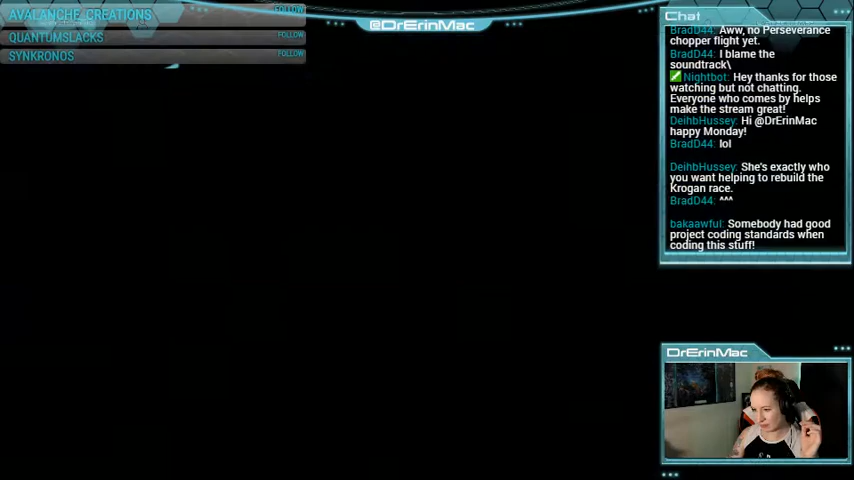 AVALANCHE_CREATIONS
FOLLOW
QUANTUMSLACKS
FOLLOW
SYNKRONOS
FOLLOW
@DrErinMac
Chat
BradD44: Aww, no Perseverance
chopper flight yet.
BradD44: I blame the
soundtrack\
Nightbot: Hey thanks for those
watching but not chatting.
Everyone who comes by helps
make the stream great!
DeihbHussey: Hi @DrErinMac
happy Monday!
BradD44: lol
DeihbHussey: She's exactly who
you want helping to rebuild the
Krogan race.
BradD44: ^^^
bakaawful: Somebody had good
project coding standards when
coding this stuff!
DrErinMac